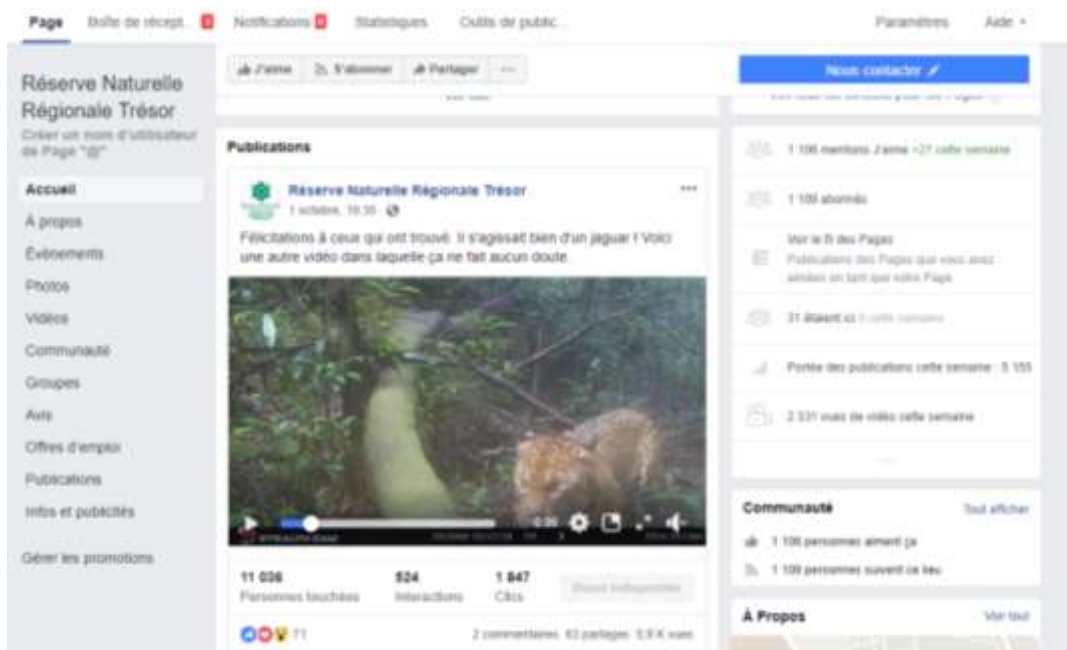 Page Boîte de récept... Notifications Statistiques Outils de public... Paramètres Aide
J'aime S'abonner Partager ...
Nous contacter
Réserve Naturelle
Régionale Trésor
Créer un nom d'utilisateur
de Page "@"
Accueil
À propos
Évènements
Photos
Vidéos
Communauté
Groupes
Avis
Offres d'emploi
Publications
Infos et publicités
Gérer les promotions
Publications
Réserve Naturelle Régionale Trésor
1 octobre,
Félicitations à ceux qui ont trouvé. Il s'agissait bien d'un jaguar ! Voici
une autre vidéo dans laquelle ça ne fait aucun doute.
11 036
Personnes touchées
524
Interactions
1 847
Clics
Boost indisponible
71
2 commentaires 63 partages 5,9 K vues
1 106 mentions J'aime +27 cette semaine
1 109 abonnés
Voir le fil des Pages
Publications des Pages que vous avez
aimées en tant que votre Page
31 étaient ici
Portée des publications cette semaine : 5 155
2 331 vues de vidéo cette semaine
Communauté Tout afficher
1 106 personnes aiment ça
1 109 personnes suivent ce lieu
À Propos Voir tout